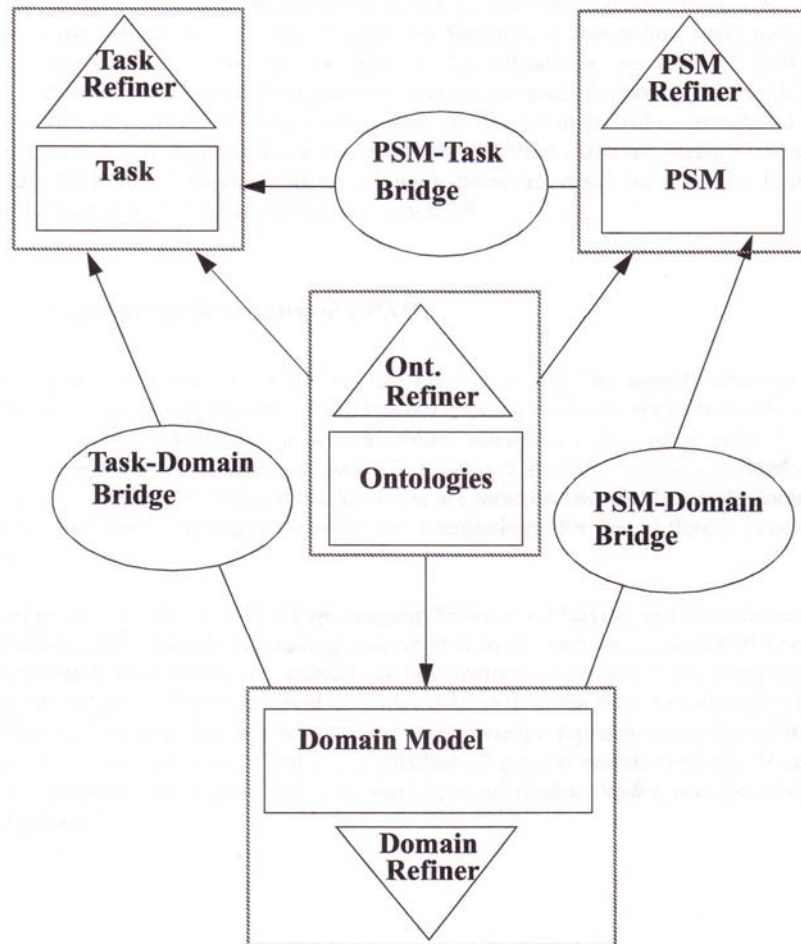 Task
Refiner
Task
PSM-Task
Bridge
PSM
Refiner
PSM
Ont.
Refiner
Ontologies
Task-Domain
Bridge
PSM-Domain
Bridge
Domain Model
Domain
Refiner